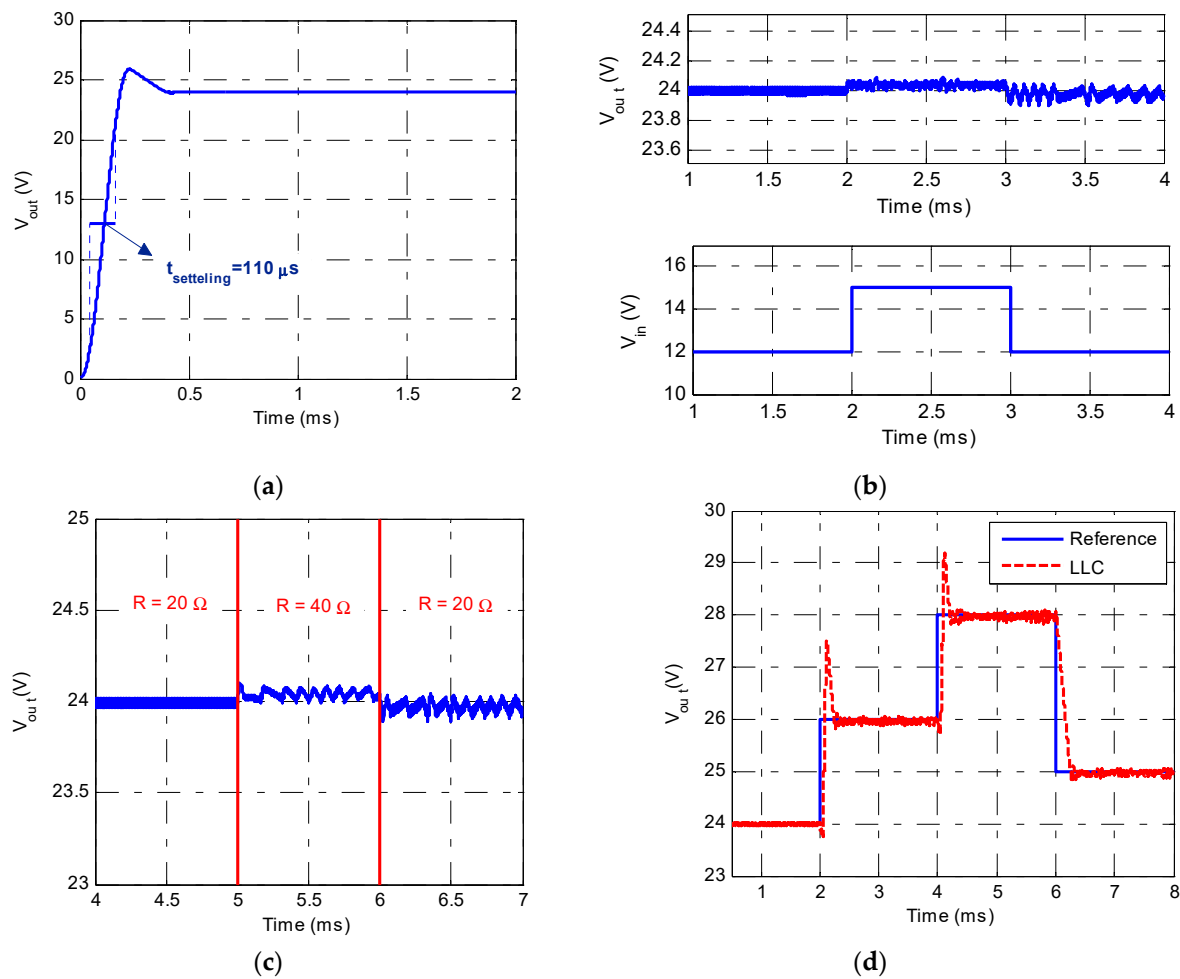 30
25
20
15
10
5
0
V_out (V)
t_setteling=110 μs
0 0.5 1 1.5 2
Time (ms)
(a)
24.4
24.2
24
23.8
23.6
V_out (V)
1 1.5 2 2.5 3 3.5 4
Time (ms)
16
14
12
10
V_in (V)
1 1.5 2 2.5 3 3.5 4
Time (ms)
(b)
25
24.5
24
23.5
23
V_out (V)
R = 20 Ω R = 40 Ω R = 20 Ω
4 4.5 5 5.5 6 6.5 7
Time (ms)
(c)
30
29
28
27
26
25
24
23
V_out (V)
Reference
LLC
1 2 3 4 5 6 7 8
Time (ms)
(d)